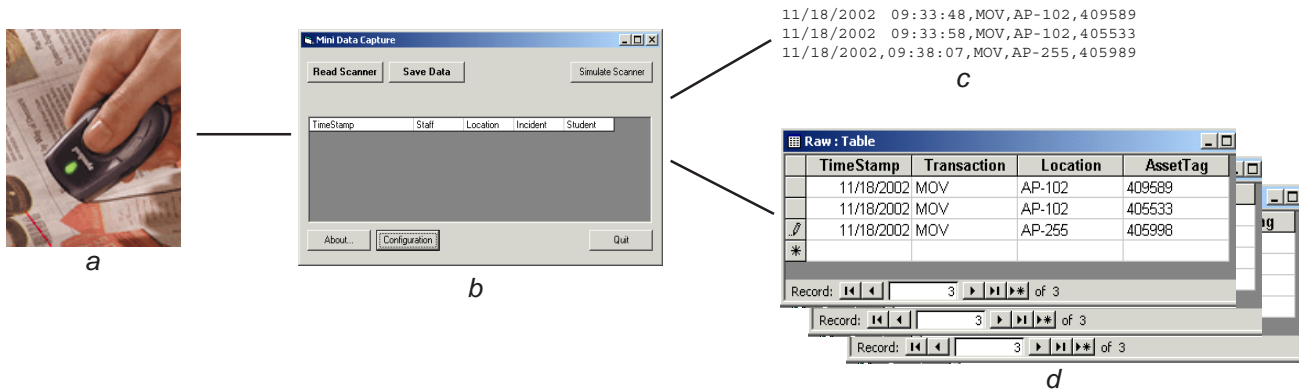 11/18/2002 09:33:48,MOV,AP-102,409589
11/18/2002 09:33:58,MOV,AP-102,405533
11/18/2002,09:38:07,MOV,AP-255,405989
c
Mini Data Capture
Read Scanner Save Data Simulate Scanner
TimeStamp Staff Location Incident Student
About... Configuration Quit
a
b
Raw : Table
TimeStamp Transaction Location AssetTag
11/18/2002 MOV AP-102 409589
11/18/2002 MOV AP-102 405533
11/18/2002 MOV AP-255 405998
Record: 3 of 3
Record: 3 of 3
Record: 3 of 3
d